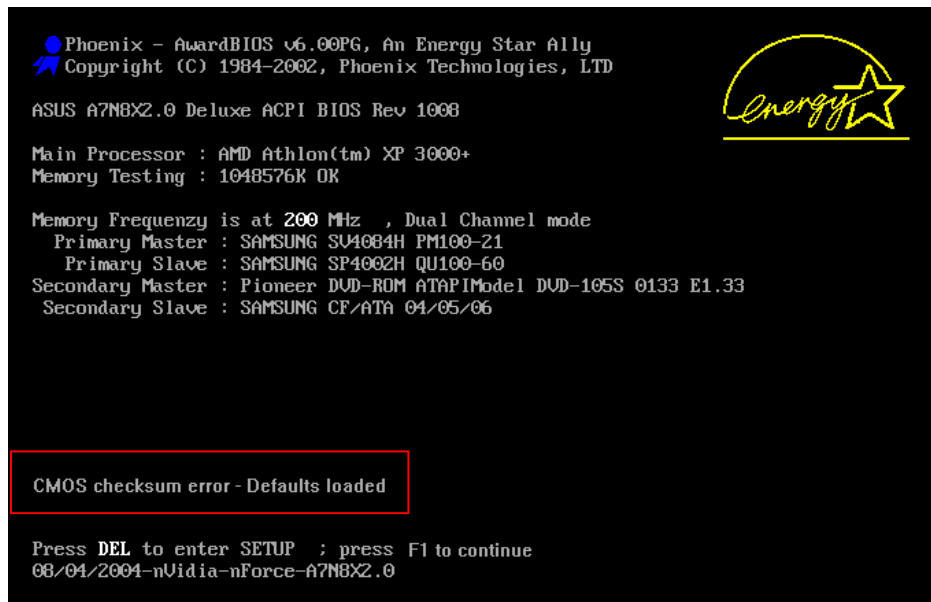 Phoenix - AwardBIOS v6.00PG, An Energy Star Ally
Copyright (C) 1984-2002, Phoenix Technologies, LTD
energy
ASUS A7N8X2.0 Deluxe ACPI BIOS Rev 1008
Main Processor : AMD Athlon(tm) XP 3000+
Memory Testing : 1048576K OK
Memory Frequenzy is at 200 MHz , Dual Channel mode
Primary Master : SAMSUNG SV4084H PM100-21
Primary Slave : SAMSUNG SP4002H QU100-60
Secondary Master : Pioneer DVD-ROM ATAPIModel DVD-105S 0133 E1.33
Secondary Slave : SAMSUNG CF/ATA 04/05/06
CMOS checksum error - Defaults loaded
Press DEL to enter SETUP ; press F1 to continue
08/04/2004-nVidia-nForce-A7N8X2.0